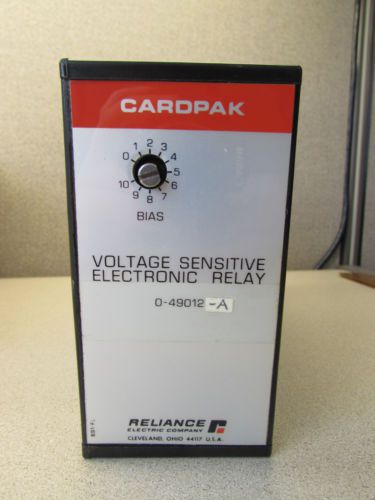 CARDPAK
2
1 3
0 4
5
10 6
9 7
8
BIAS
VOLTAGE SENSITIVE
ELECTRONIC RELAY
0-49012-A
RELIANCE
ELECTRIC COMPANY
CLEVELAND, OHIO 44117 U.S.A.